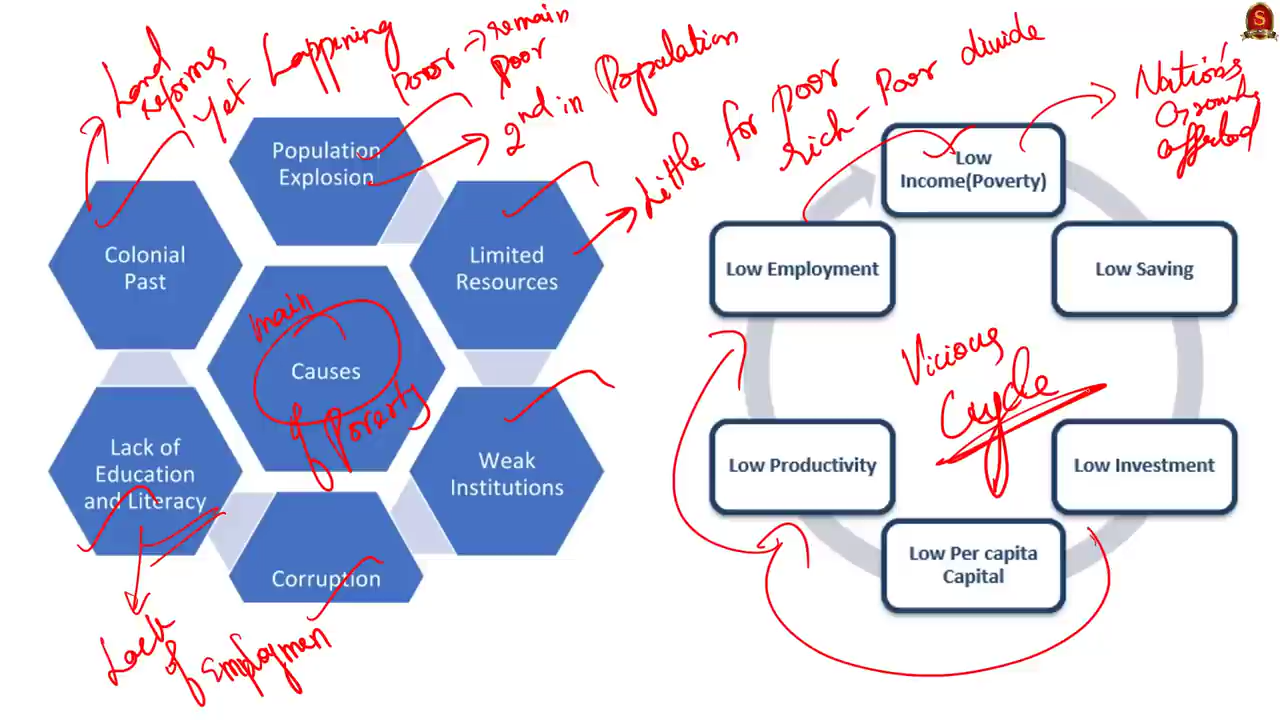 Land
reforms
Yet happening
Poor → remain
poor
2nd in Population
Little for poor
rich - Poor divide
Nation's
Growth
affected
Population
Explosion
Colonial
Past
Limited
Resources
main
Causes
of Poverty
Lack of
Education
and Literacy
Weak
Institutions
Corruption
Lack
of Employmen
Low
Income(Poverty)
Low Employment
Low Saving
Vicious
Cycle
Low Productivity
Low Investment
Low Per capita
Capital
S